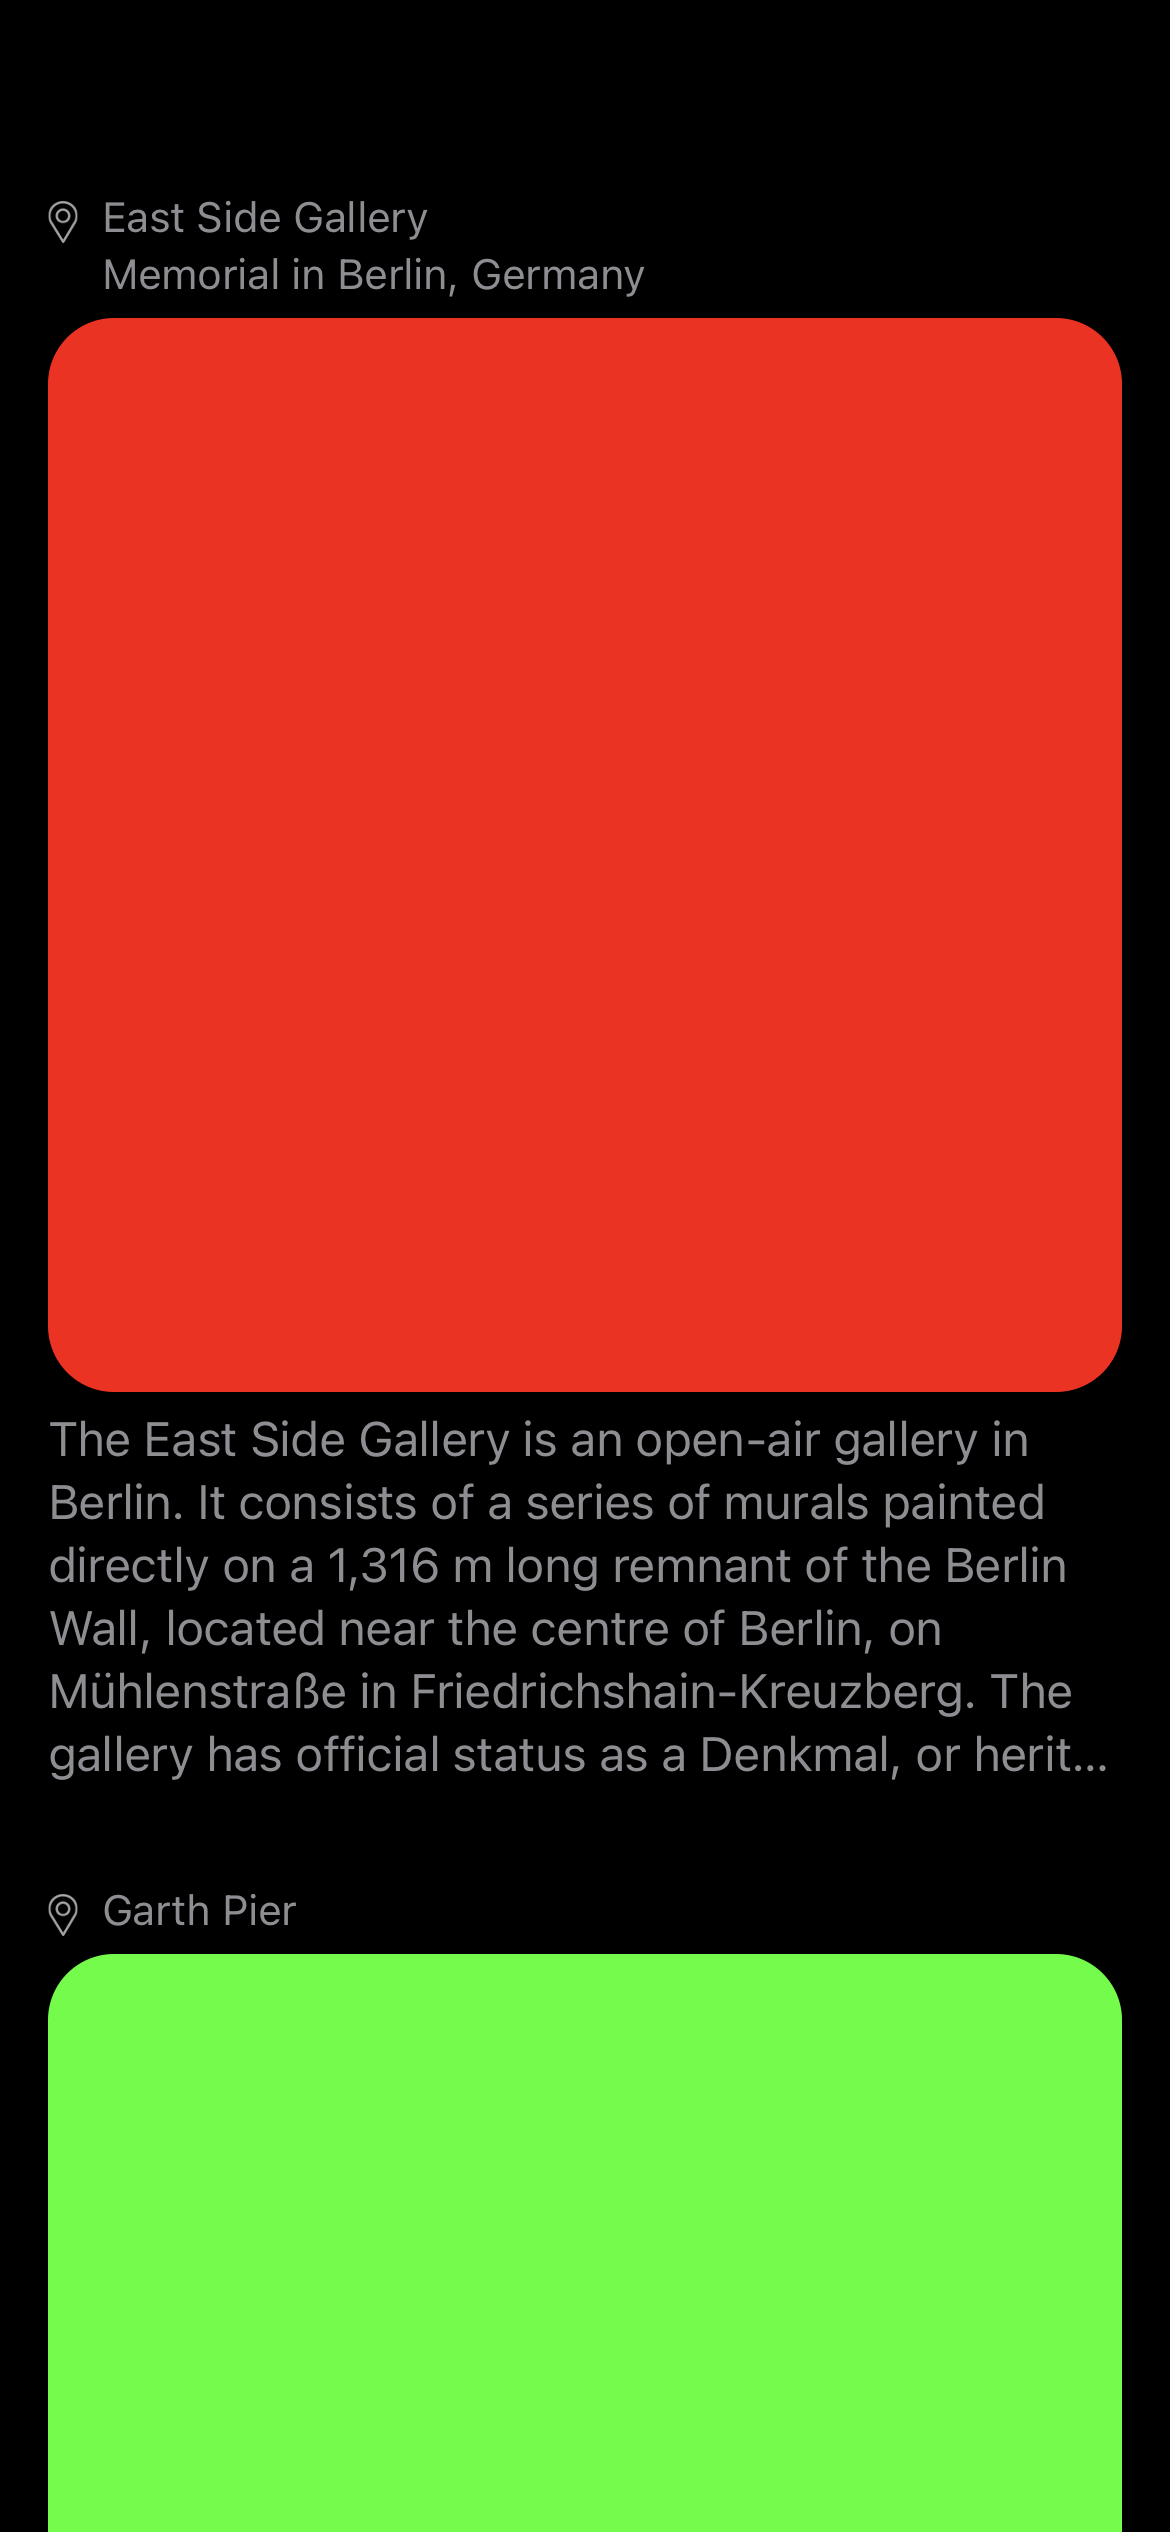 East Side Gallery
Memorial in Berlin, Germany
The East Side Gallery is an open-air gallery in
Berlin. It consists of a series of murals painted
directly on a 1,316 m long remnant of the Berlin
Wall, located near the centre of Berlin, on
Mühlenstraße in Friedrichshain-Kreuzberg. The
gallery has official status as a Denkmal, or herit...
Garth Pier